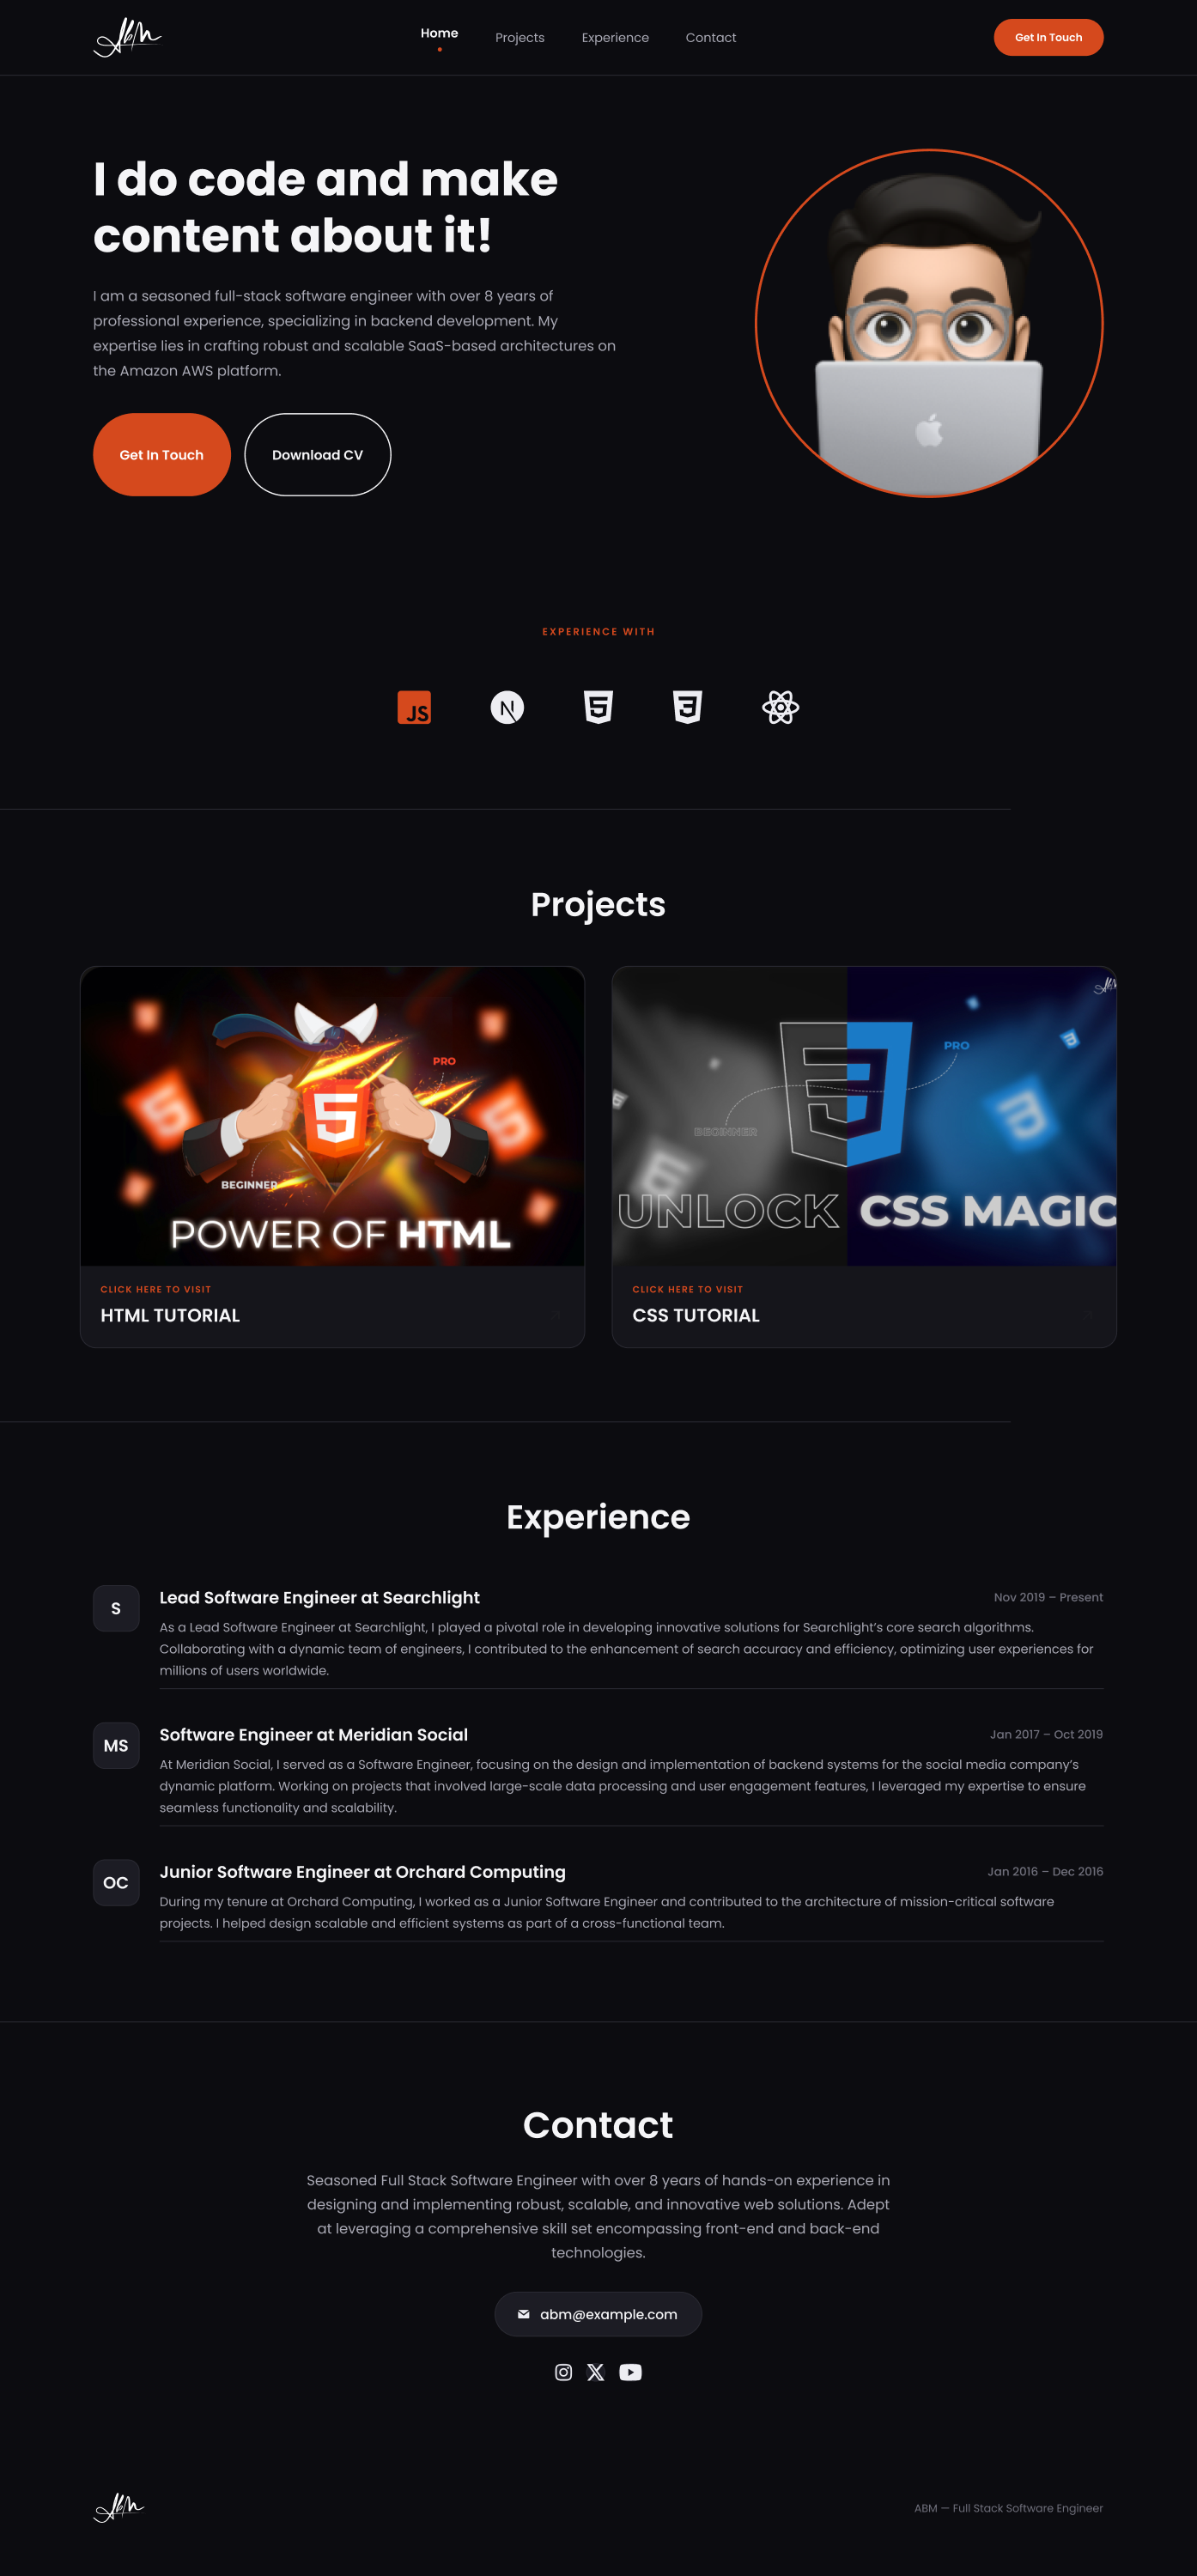 Home
Projects
Experience
Contact
Get In Touch
I do code and make
content about it!
I am a seasoned full-stack software engineer with over 8 years of
professional experience, specializing in backend development. My
expertise lies in crafting robust and scalable SaaS-based architectures on
the Amazon AWS platform.
Get In Touch
Download CV
EXPERIENCE WITH
JS
N
5
3
Projects
PRO
5
BEGINNER
POWER OF HTML
CLICK HERE TO VISIT
HTML TUTORIAL
PRO
BEGINNER
UNLOCK CSS MAGIC
CLICK HERE TO VISIT
CSS TUTORIAL
Experience
S
Lead Software Engineer at Searchlight
Nov 2019 – Present
As a Lead Software Engineer at Searchlight, I played a pivotal role in developing innovative solutions for Searchlight’s core search algorithms.
Collaborating with a dynamic team of engineers, I contributed to the enhancement of search accuracy and efficiency, optimizing user experiences for
millions of users worldwide.
MS
Software Engineer at Meridian Social
Jan 2017 – Oct 2019
At Meridian Social, I served as a Software Engineer, focusing on the design and implementation of backend systems for the social media company’s
dynamic platform. Working on projects that involved large-scale data processing and user engagement features, I leveraged my expertise to ensure
seamless functionality and scalability.
OC
Junior Software Engineer at Orchard Computing
Jan 2016 – Dec 2016
During my tenure at Orchard Computing, I worked as a Junior Software Engineer and contributed to the architecture of mission-critical software
projects. I helped design scalable and efficient systems as part of a cross-functional team.
Contact
Seasoned Full Stack Software Engineer with over 8 years of hands-on experience in
designing and implementing robust, scalable, and innovative web solutions. Adept
at leveraging a comprehensive skill set encompassing front-end and back-end
technologies.
abm@example.com
ABM — Full Stack Software Engineer